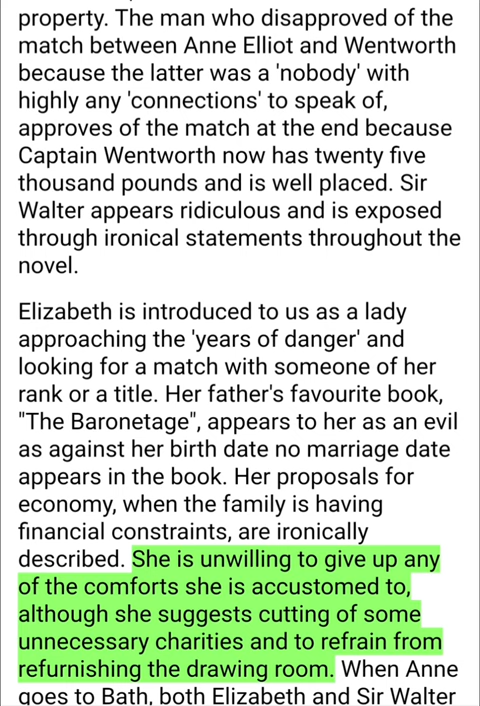 property. The man who disapproved of the
match between Anne Elliot and Wentworth
because the latter was a 'nobody' with
highly any 'connections' to speak of,
approves of the match at the end because
Captain Wentworth now has twenty five
thousand pounds and is well placed. Sir
Walter appears ridiculous and is exposed
through ironical statements throughout the
novel.
Elizabeth is introduced to us as a lady
approaching the 'years of danger' and
looking for a match with someone of her
rank or a title. Her father's favourite book,
"The Baronetage", appears to her as an evil
as against her birth date no marriage date
appears in the book. Her proposals for
economy, when the family is having
financial constraints, are ironically
described. She is unwilling to give up any
of the comforts she is accustomed to,
although she suggests cutting of some
unnecessary charities and to refrain from
refurnishing the drawing room. When Anne
goes to Bath, both Elizabeth and Sir Walter